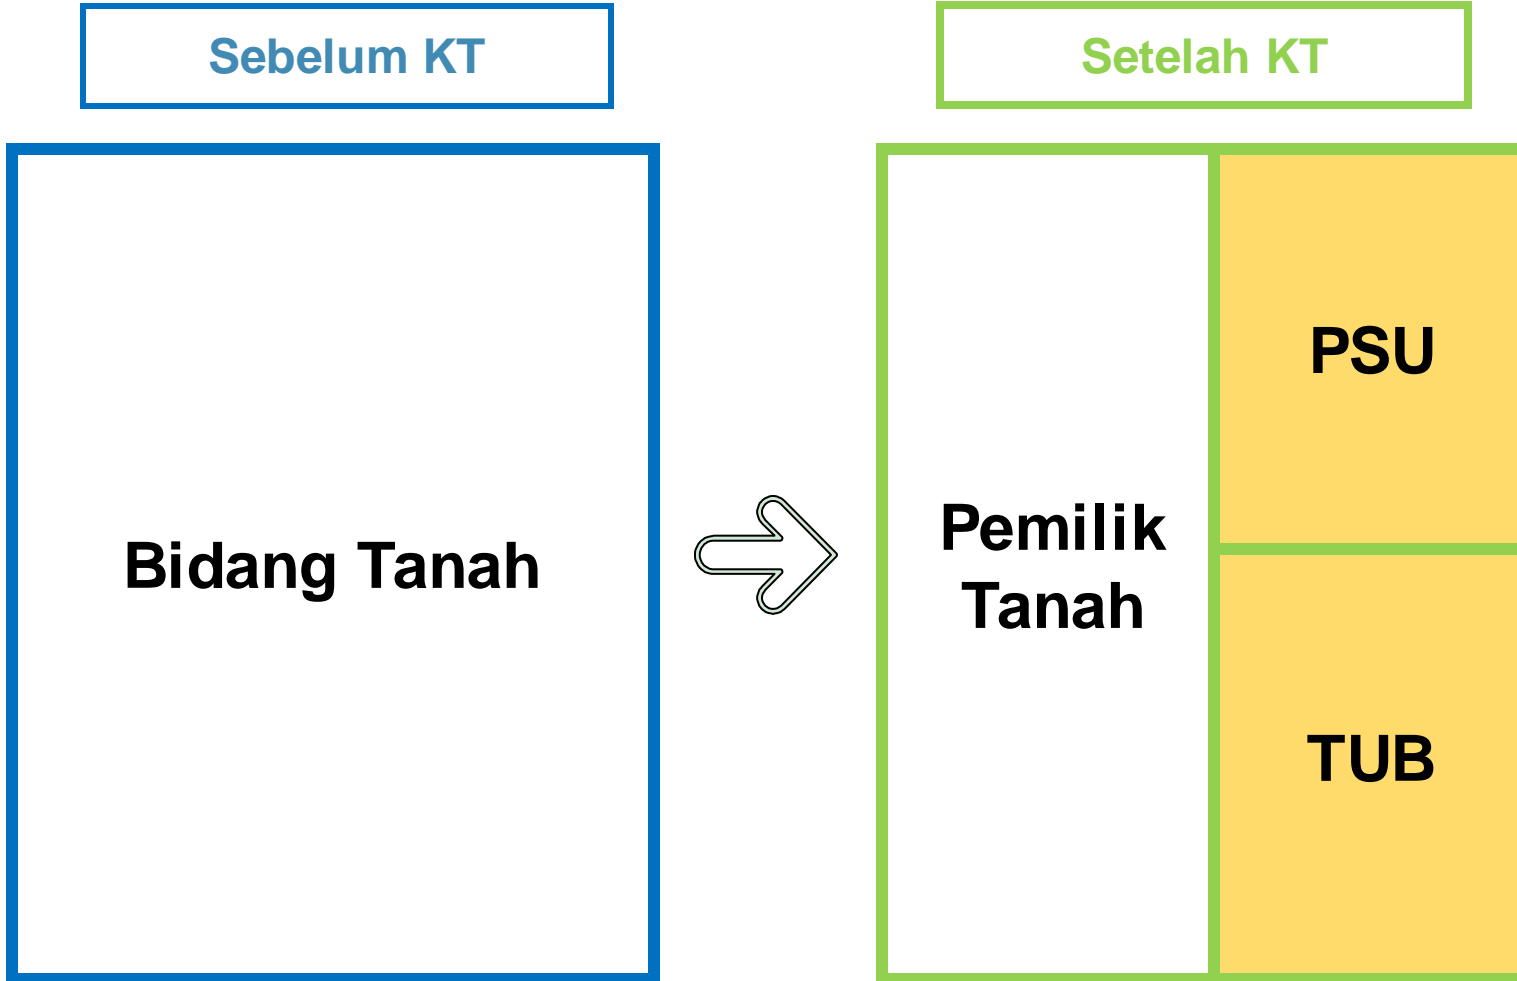 Sebelum KT
Setelah KT
Bidang Tanah
Pemilik
Tanah
PSU
TUB